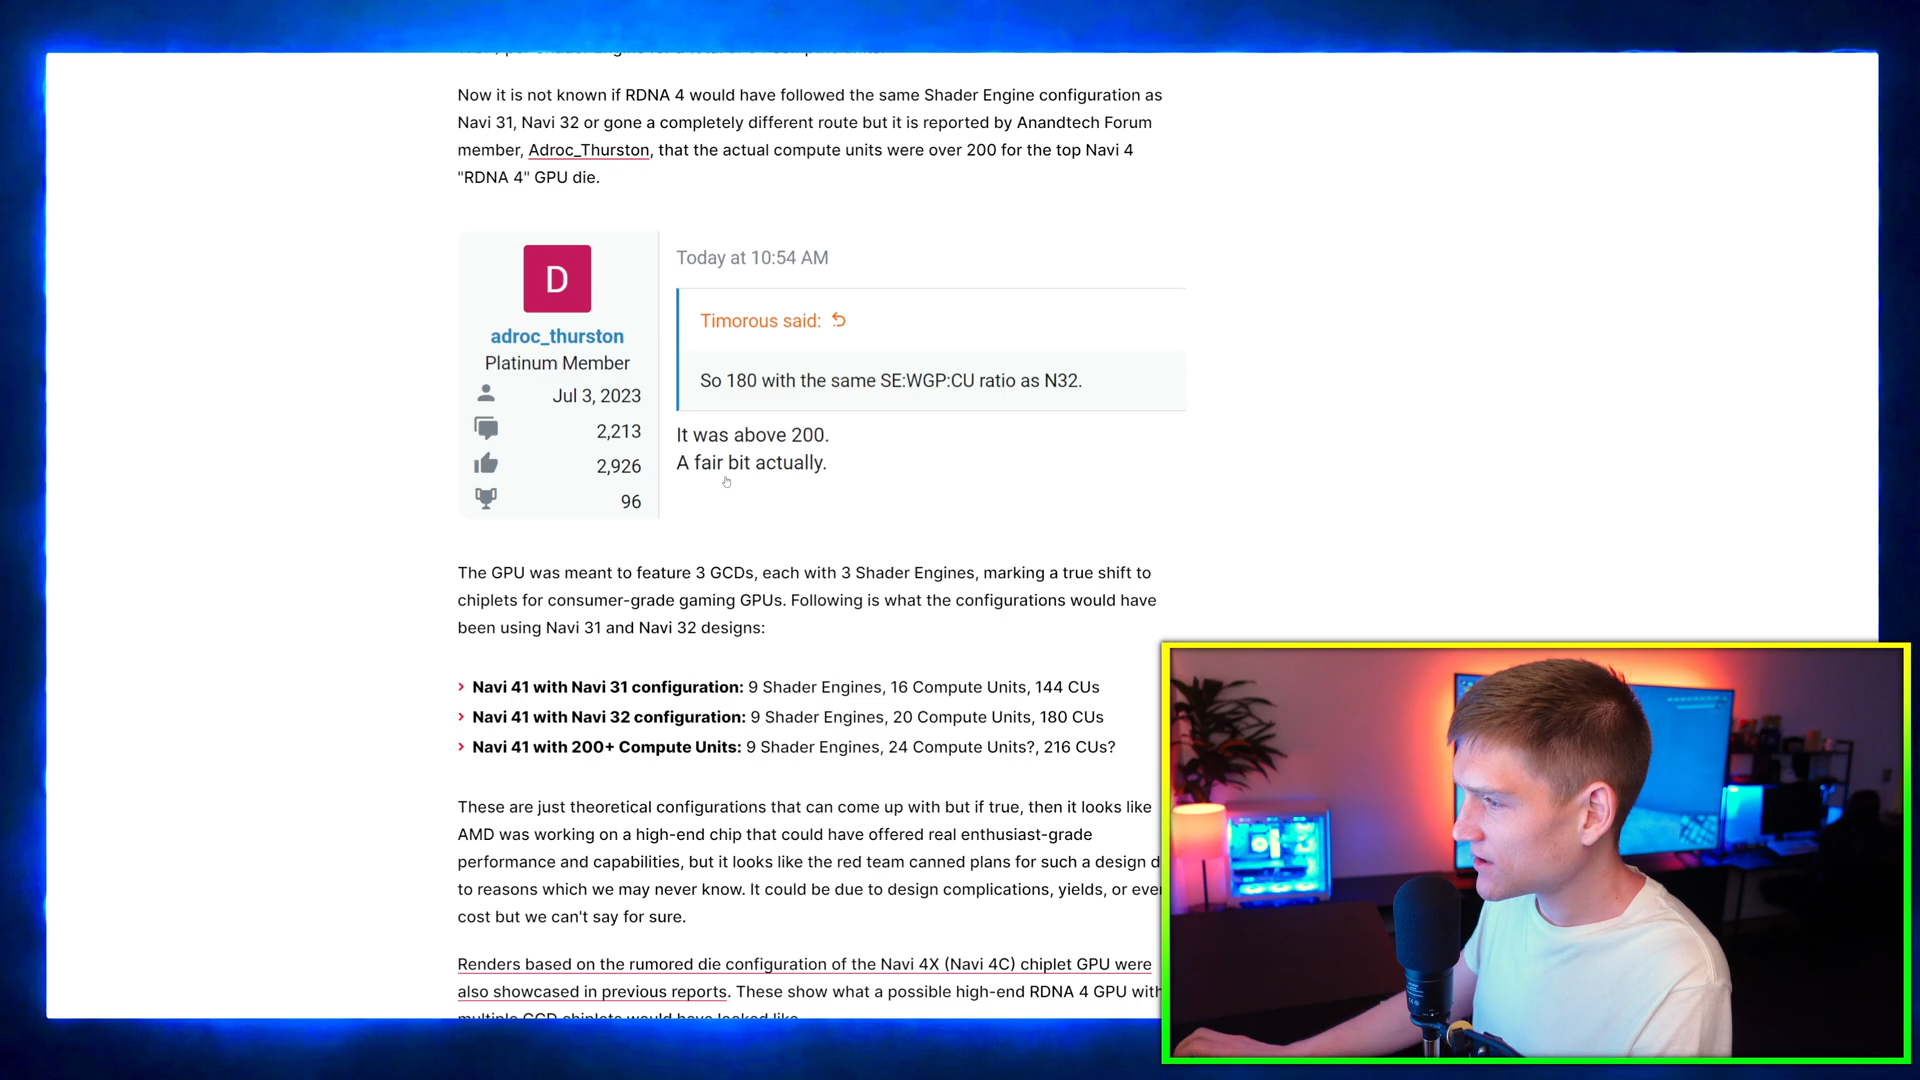 Now it is not known if RDNA 4 would have followed the same Shader Engine configuration as
Navi 31, Navi 32 or gone a completely different route but it is reported by Anandtech Forum
member, Adroc_Thurston, that the actual compute units were over 200 for the top Navi 4
"RDNA 4" GPU die.
D
adroc_thurston
Platinum Member
Jul 3, 2023
2,213
2,926
96
Today at 10:54 AM
Timorous said:
So 180 with the same SE:WGP:CU ratio as N32.
It was above 200.
A fair bit actually.
The GPU was meant to feature 3 GCDs, each with 3 Shader Engines, marking a true shift to
chiplets for consumer-grade gaming GPUs. Following is what the configurations would have
been using Navi 31 and Navi 32 designs:
> Navi 41 with Navi 31 configuration: 9 Shader Engines, 16 Compute Units, 144 CUs
> Navi 41 with Navi 32 configuration: 9 Shader Engines, 20 Compute Units, 180 CUs
> Navi 41 with 200+ Compute Units: 9 Shader Engines, 24 Compute Units?, 216 CUs?
These are just theoretical configurations that can come up with but if true, then it looks like
AMD was working on a high-end chip that could have offered real enthusiast-grade
performance and capabilities, but it looks like the red team canned plans for such a design d
to reasons which we may never know. It could be due to design complications, yields, or ever
cost but we can't say for sure.
Renders based on the rumored die configuration of the Navi 4X (Navi 4C) chiplet GPU were
also showcased in previous reports. These show what a possible high-end RDNA 4 GPU with
multiple GCD chiplets would have looked like